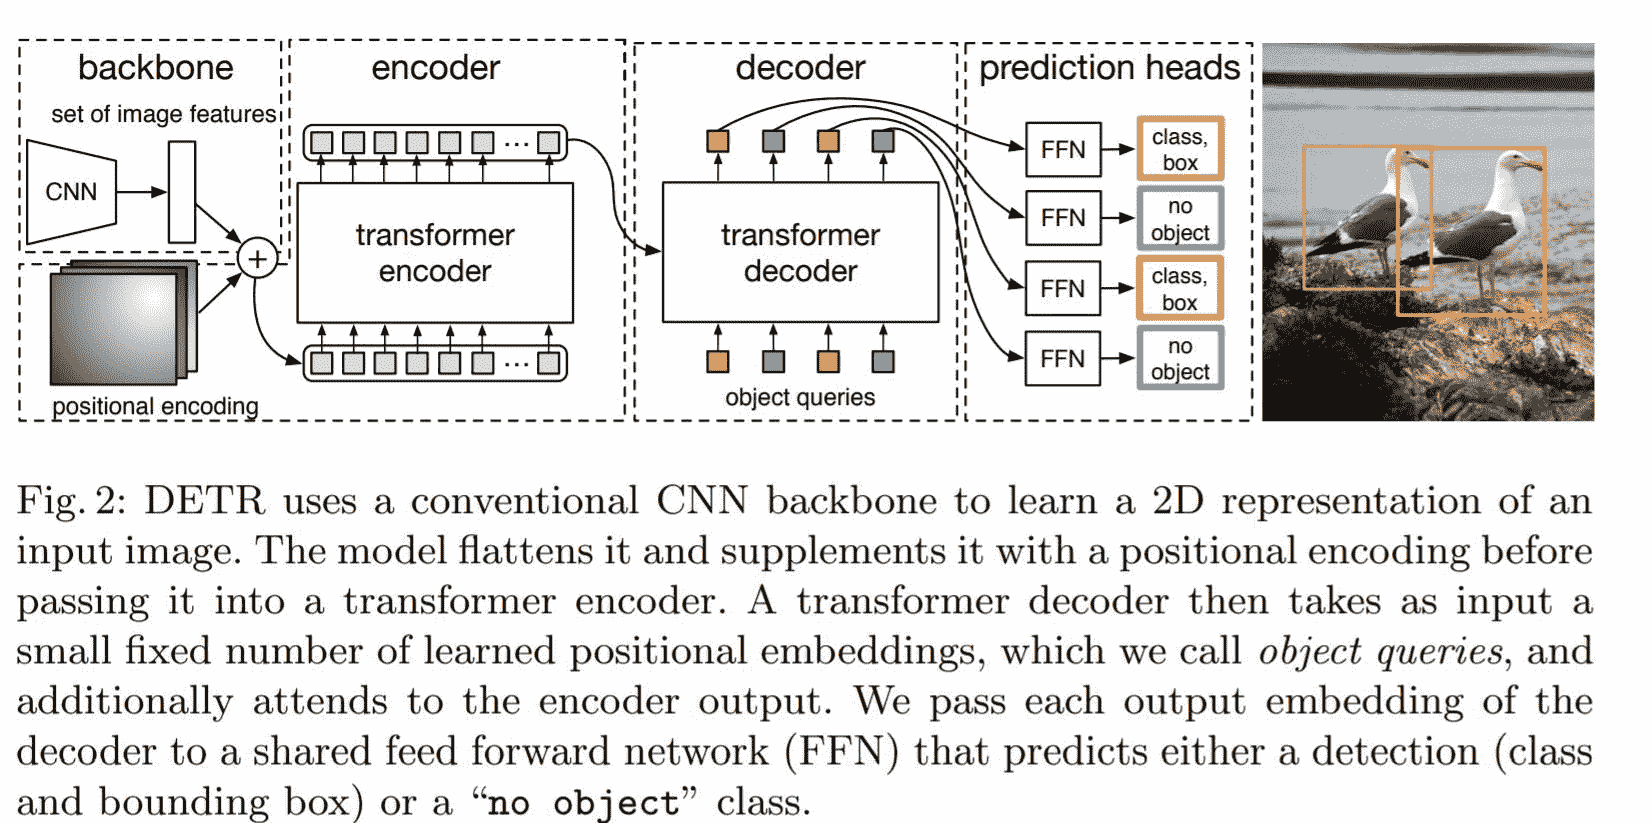 backbone
set of image features
CNN
+
positional encoding
encoder
...
transformer
encoder
...
decoder
transformer
decoder
object queries
prediction heads
FFN
class,
box
FFN
no
object
FFN
class,
box
FFN
no
object
Fig. 2: DETR uses a conventional CNN backbone to learn a 2D representation of an
input image. The model flattens it and supplements it with a positional encoding before
passing it into a transformer encoder. A transformer decoder then takes as input a
small fixed number of learned positional embeddings, which we call object queries, and
additionally attends to the encoder output. We pass each output embedding of the
decoder to a shared feed forward network (FFN) that predicts either a detection (class
and bounding box) or a “no object” class.